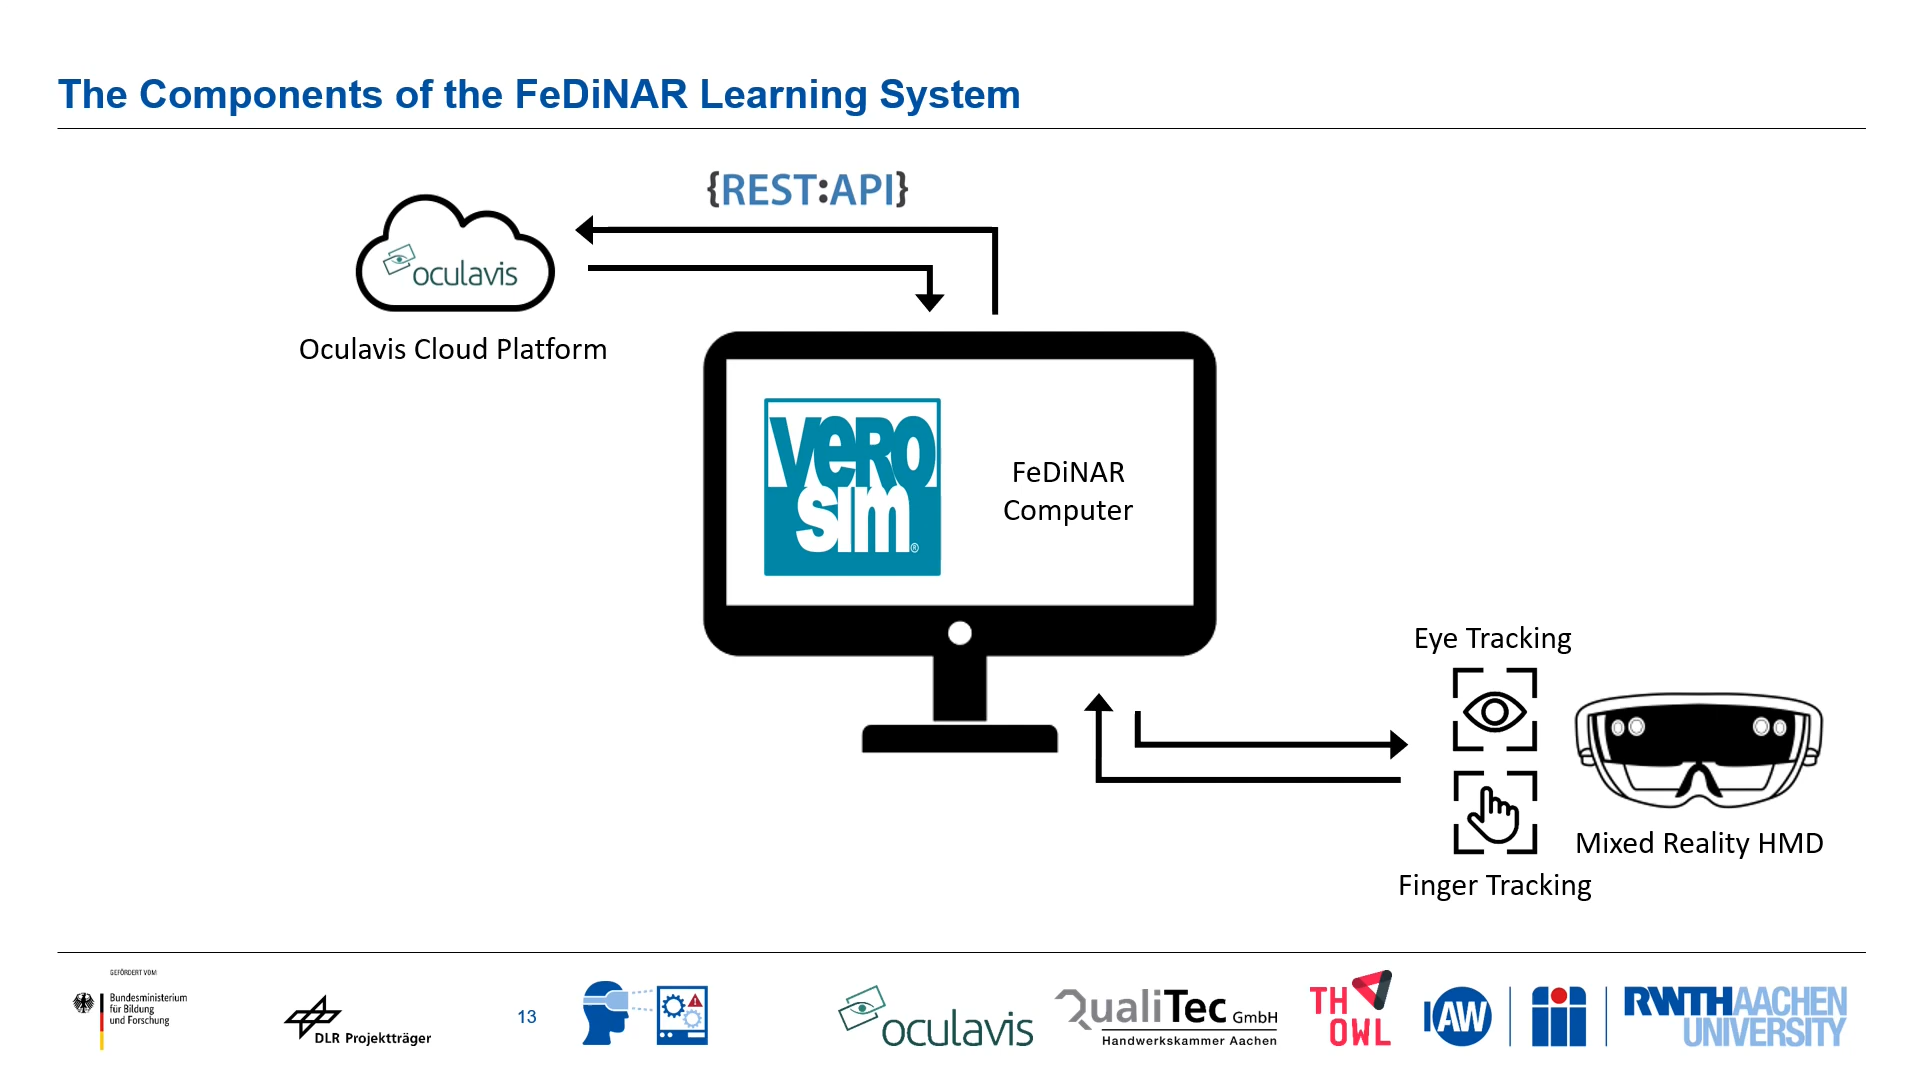 The Components of the FeDiNAR Learning System
{REST:API}
oculavis
Oculavis Cloud Platform
VeRO
SIM®
FeDiNAR
Computer
Eye Tracking
Mixed Reality HMD
Finger Tracking
GEFÖRDERT VOM
Bundesministerium
für Bildung
und Forschung
DLR Projektträger
13
oculavis
QualiTec GmbH
Handwerkskammer Aachen
TH
OWL
IAW
RWTHAACHEN
UNIVERSITY